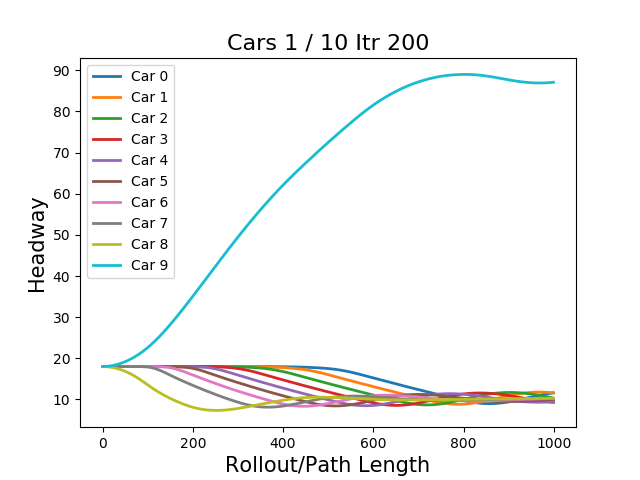 Cars 1 / 10 Itr 200
Headway
90
80
70
60
50
40
30
20
10
Car 0
Car 1
Car 2
Car 3
Car 4
Car 5
Car 6
Car 7
Car 8
Car 9
0 200 400 600 800 1000
Rollout/Path Length